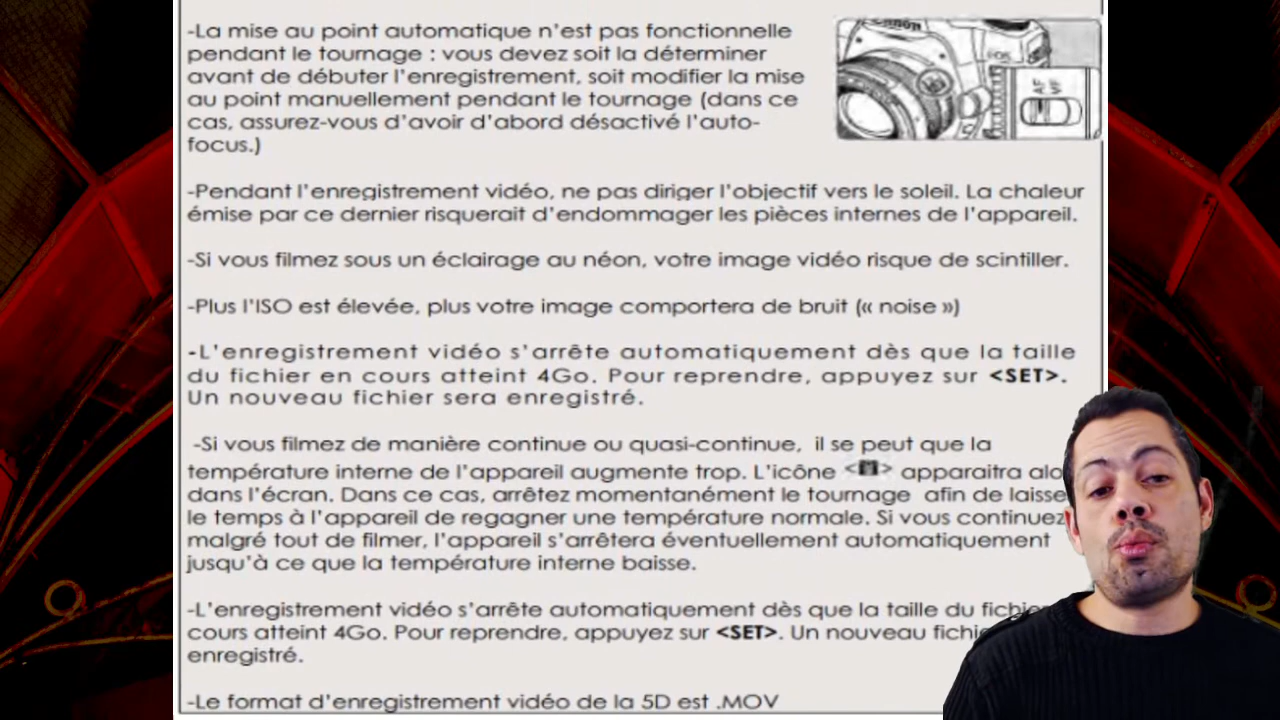 -La mise au point automatique n'est pas fonctionnelle
pendant le tournage : vous devez soit la déterminer
avant de débuter l'enregistrement, soit modifier la mise
au point manuellement pendant le tournage (dans ce
cas, assurez-vous d'avoir d'abord désactivé l'auto-
focus.)
Canon
-Pendant l'enregistrement vidéo, ne pas diriger l'objectif vers le soleil. La chaleur
émise par ce dernier risquerait d'endommager les pièces internes de l'appareil.
-Si vous filmez sous un éclairage au néon, votre image vidéo risque de scintiller.
-Plus l'ISO est élevée, plus votre image comportera de bruit (« noise »)
-L'enregistrement vidéo s'arrête automatiquement dès que la taille
du fichier en cours atteint 4Go. Pour reprendre, appuyez sur <SET>.
Un nouveau fichier sera enregistré.
-Si vous filmez de manière continue ou quasi-continue, il se peut que la
température interne de l'appareil augmente trop. L'icône < > apparaitra alo
dans l'écran. Dans ce cas, arrêtez momentanément le tournage afin de laisse
le temps à l'appareil de regagner une température normale. Si vous continuez
malgré tout de filmer, l'appareil s'arrêtera éventuellement automatiquement
jusqu'à ce que la température interne baisse.
-L'enregistrement vidéo s'arrête automatiquement dès que la taille du fichie
cours atteint 4Go. Pour reprendre, appuyez sur <SET>. Un nouveau fichi
enregistré.
-Le format d'enregistrement vidéo de la 5D est .MOV